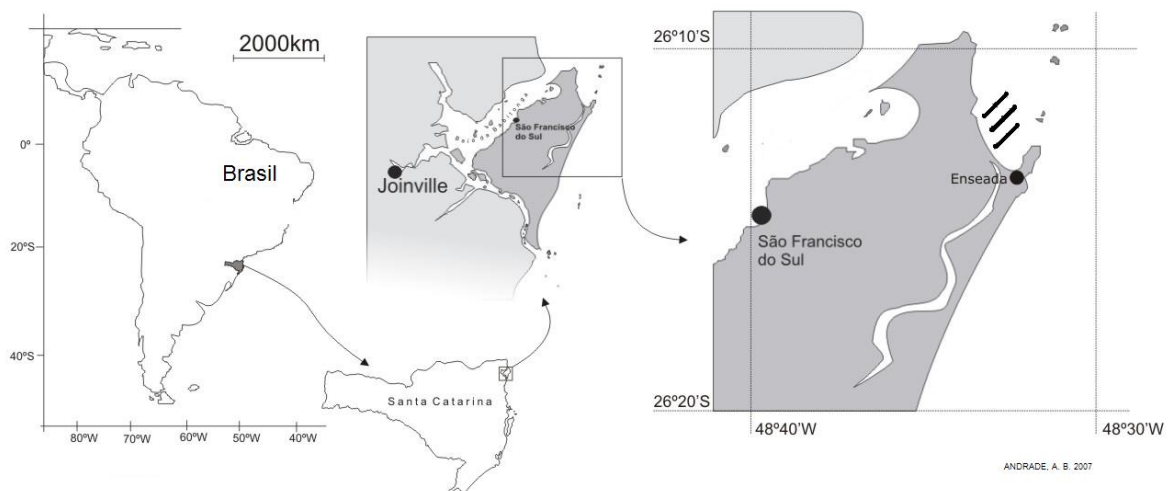 2000km
0º
20ºS
40ºS
80ºW
70ºW
60ºW
50ºW
40ºW
Brasil
Santa Catarina
Joinville
São Francisco
do Sul
26º10'S
26º20'S
48º40'W
48º30'W
Enseada
São Francisco
do Sul
ANDRADE, A. B. 2007